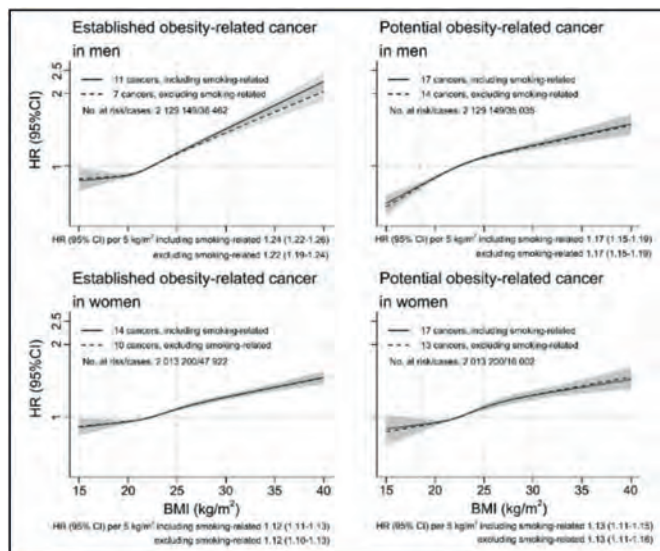 Established obesity-related cancer
in men
11 cancers, including smoking-related
7 cancers, excluding smoking-related
No. at risk/cases: 2 129 149/38 462
2.5
2
1
HR (95%CI)
HR (95% CI) per 5 kg/m² including smoking-related 1.24 (1.22-1.26)
excluding smoking-related 1.22 (1.19-1.24)
Potential obesity-related cancer
in men
17 cancers, including smoking-related
14 cancers, excluding smoking-related
No. at risk/cases: 2 129 149/35 035
HR (95% CI) per 5 kg/m² including smoking-related 1.17 (1.15-1.19)
excluding smoking-related 1.17 (1.15-1.19)
Established obesity-related cancer
in women
14 cancers, including smoking-related
10 cancers, excluding smoking-related
No. at risk/cases: 2 013 200/47 922
2.5
2
1
HR (95%CI)
15 20 25 30 35 40
BMI (kg/m²)
HR (95% CI) per 5 kg/m² including smoking-related 1.12 (1.11-1.13)
excluding smoking-related 1.12 (1.10-1.13)
Potential obesity-related cancer
in women
17 cancers, including smoking-related
13 cancers, excluding smoking-related
No. at risk/cases: 2 013 200/16 002
15 20 25 30 35 40
BMI (kg/m²)
HR (95% CI) per 5 kg/m² including smoking-related 1.13 (1.11-1.15)
excluding smoking-related 1.13 (1.11-1.16)